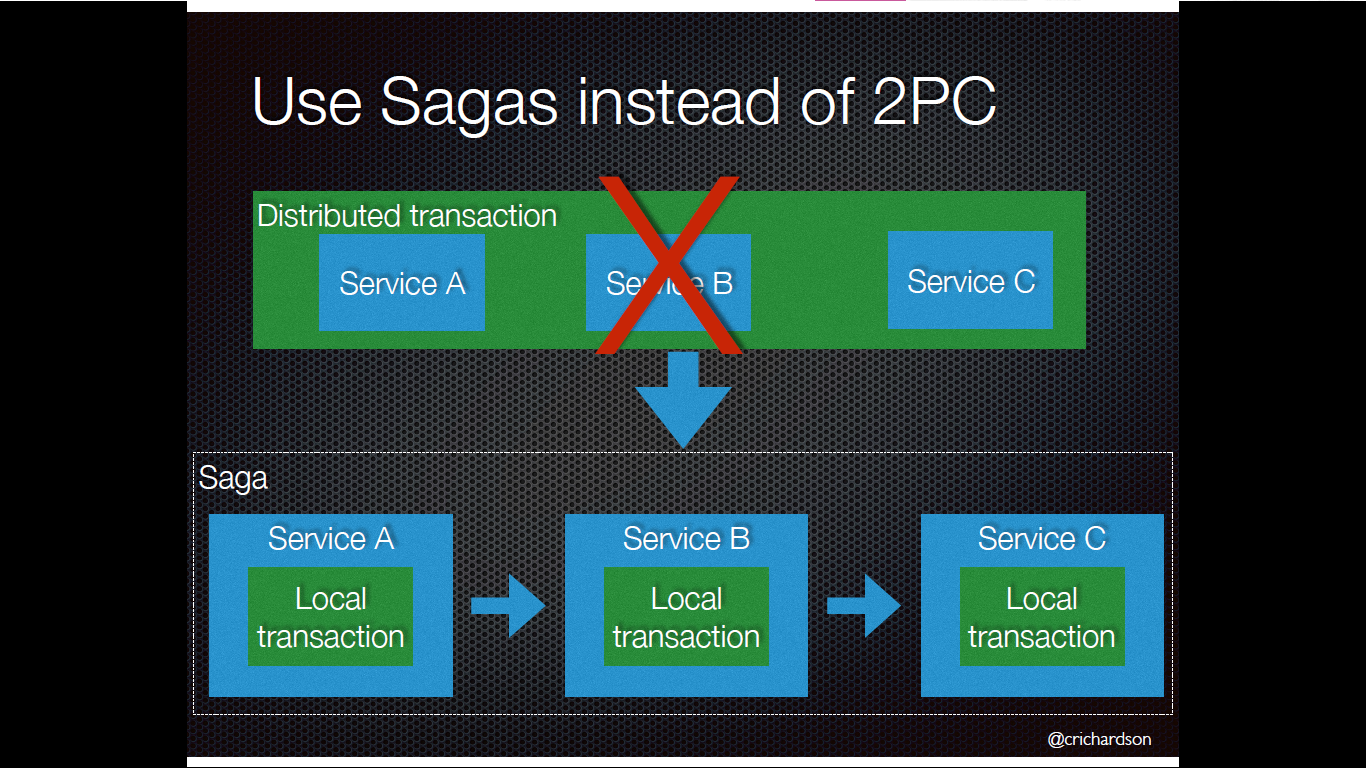 Use Sagas instead of 2PC
Distributed transaction
Service A
Service B
Service C
Saga
Service A
Local
transaction
Service B
Local
transaction
Service C
Local
transaction
@crichardson